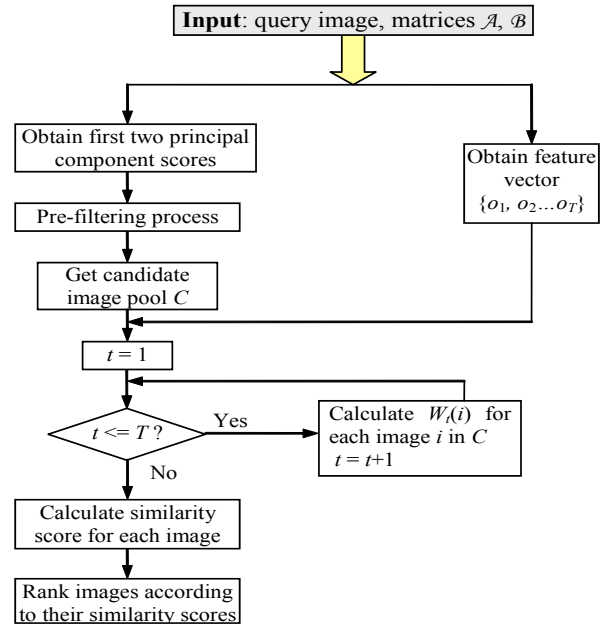 Input: query image, matrices 𝒜, ℬ
Obtain first two principal
component scores
Obtain feature
vector
{o₁, o₂...o_T}
Pre-filtering process
Get candidate
image pool C
t = 1
t <= T ?
Yes
Calculate W_t(i) for
each image i in C
t = t+1
No
Calculate similarity
score for each image
Rank images according
to their similarity scores